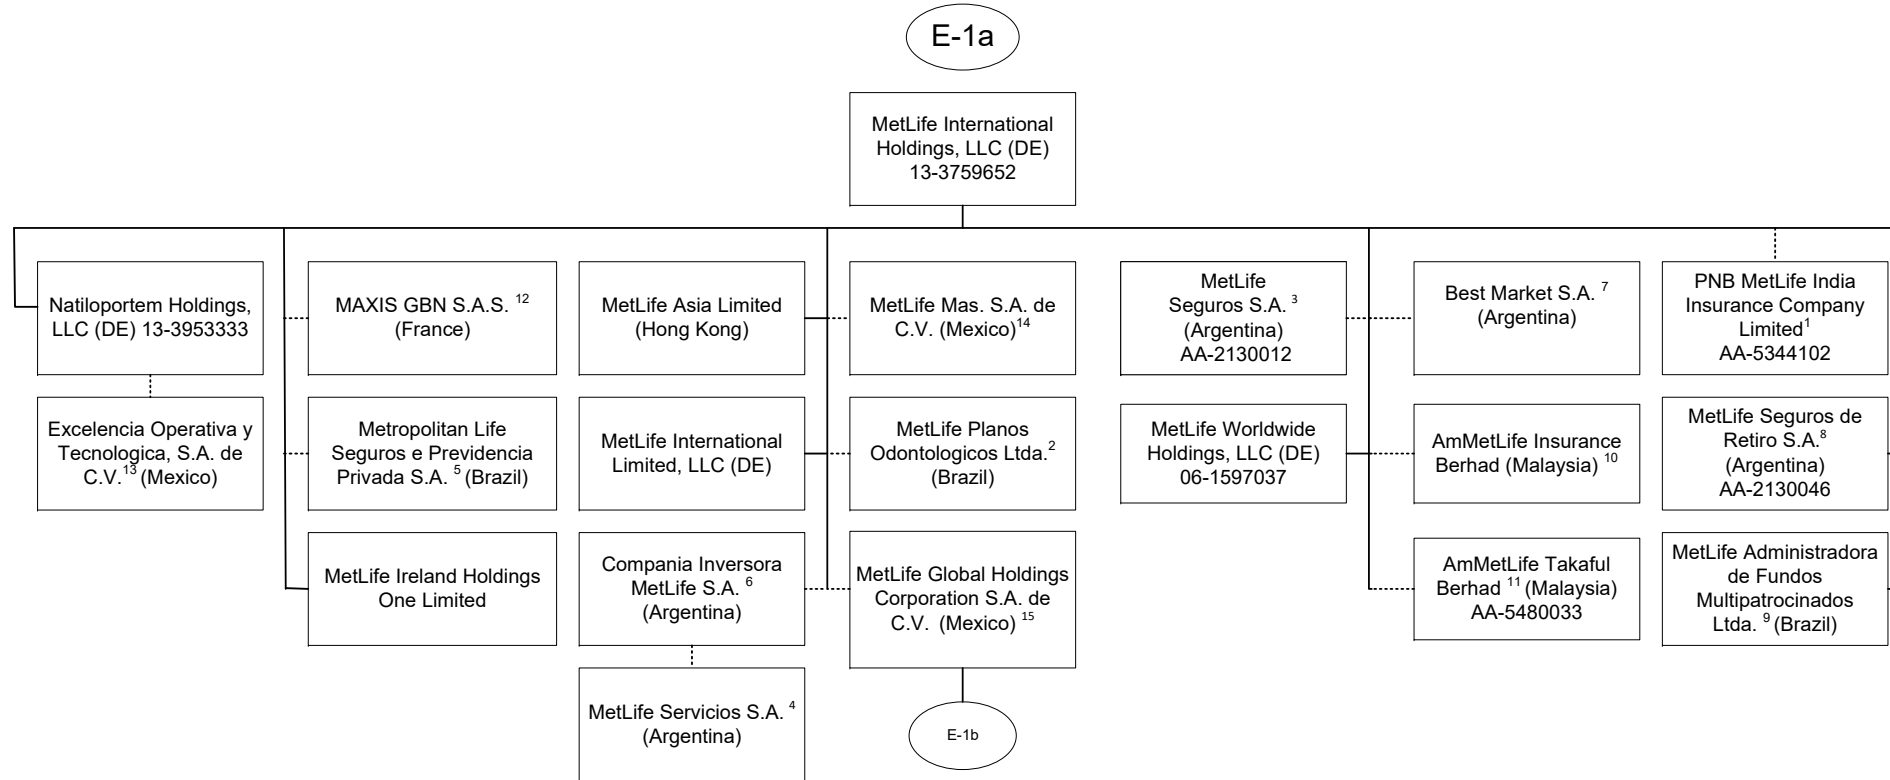 E-1a
MetLife International
Holdings, LLC (DE)
13-3759652
Natiloportem Holdings,
LLC (DE) 13-3953333
MAXIS GBN S.A.S. 12
(France)
MetLife Asia Limited
(Hong Kong)
MetLife Mas. S.A. de
C.V. (Mexico)14
MetLife
Seguros S.A. 3
(Argentina)
AA-2130012
Best Market S.A. 7
(Argentina)
PNB MetLife India
Insurance Company
Limited1
AA-5344102
Excelencia Operativa y
Tecnologica, S.A. de
C.V.13 (Mexico)
Metropolitan Life
Seguros e Previdencia
Privada S.A. 5 (Brazil)
MetLife International
Limited, LLC (DE)
MetLife Planos
Odontologicos Ltda.2
(Brazil)
MetLife Worldwide
Holdings, LLC (DE)
06-1597037
AmMetLife Insurance
Berhad (Malaysia) 10
MetLife Seguros de
Retiro S.A.8
(Argentina)
AA-2130046
MetLife Ireland Holdings
One Limited
Compania Inversora
MetLife S.A. 6
(Argentina)
MetLife Global Holdings
Corporation S.A. de
C.V. (Mexico) 15
AmMetLife Takaful
Berhad 11 (Malaysia)
AA-5480033
MetLife Administradora
de Fundos
Multipatrocinados
Ltda. 9 (Brazil)
MetLife Servicios S.A. 4
(Argentina)
E-1b